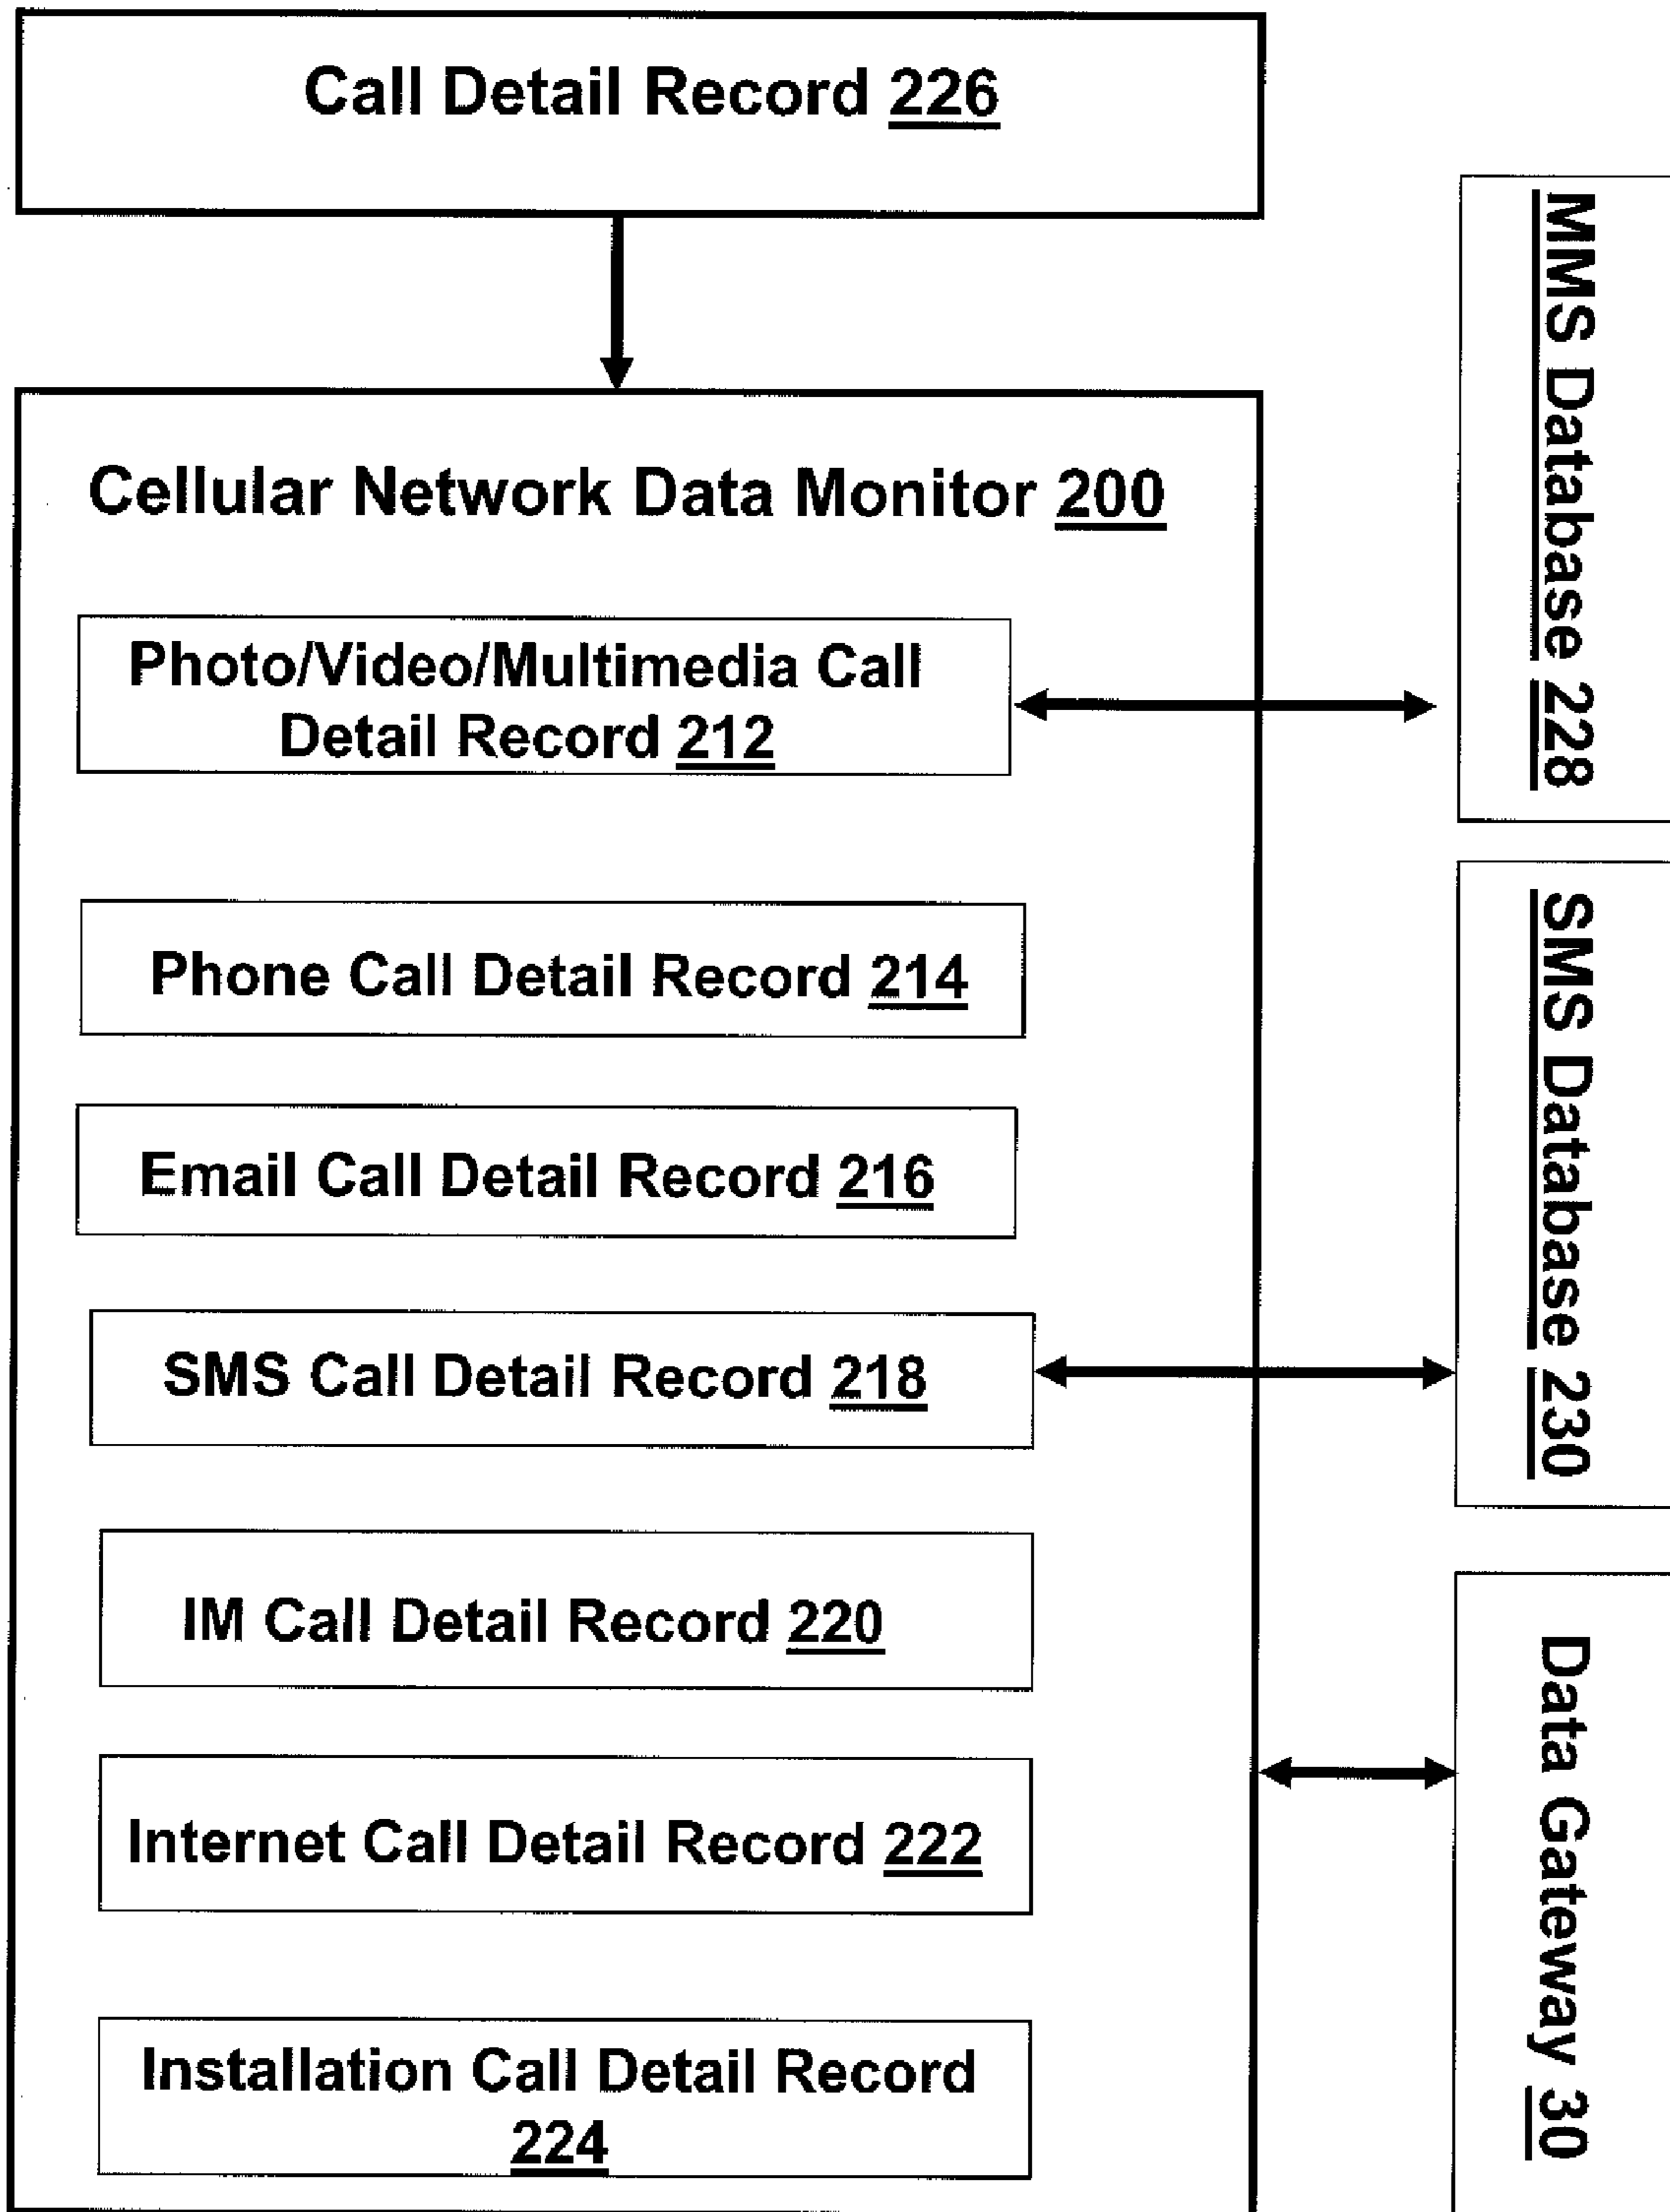 Call Detail Record 226
Cellular Network Data Monitor 200
Photo/Video/Multimedia Call
Detail Record 212
Phone Call Detail Record 214
Email Call Detail Record 216
SMS Call Detail Record 218
IM Call Detail Record 220
Internet Call Detail Record 222
Installation Call Detail Record
224
MMS Database 228
SMS Database 230
Data Gateway 30